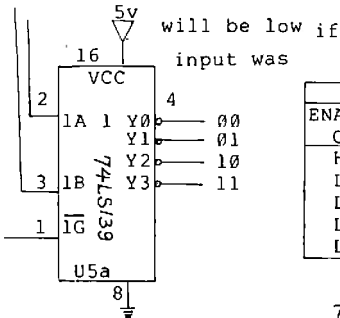 5v
will be low if
input was
16
VCC
2
4
1A 1 Y0 00
Y1 01
Y2 10
3
1B Y3 11
74LS139
1
1G
U5a
8
ENA
H
L
L
L
L